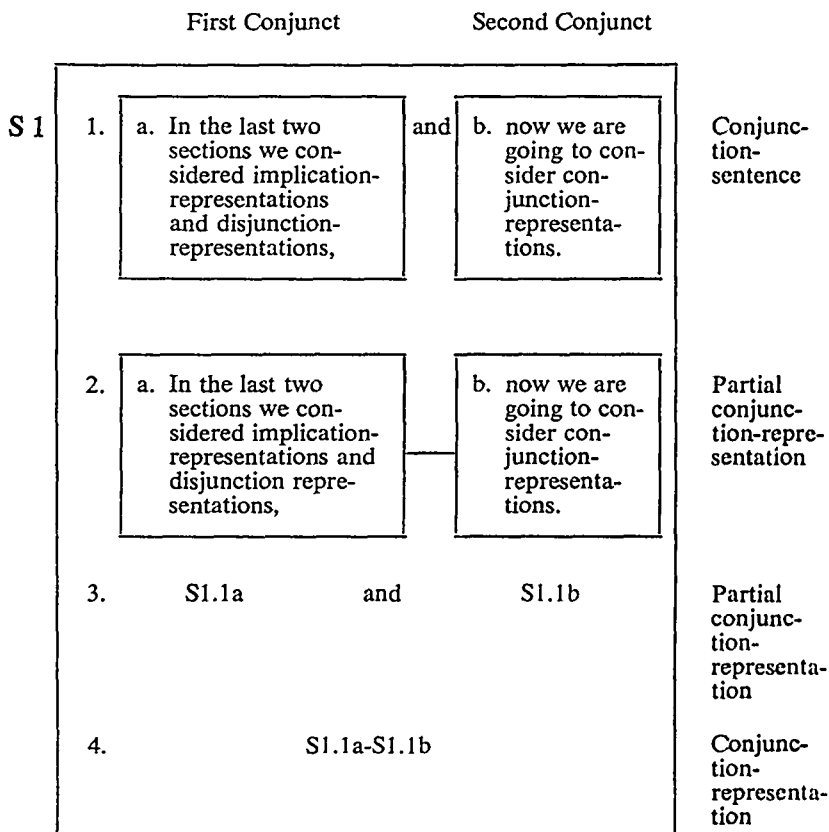 First Conjunct Second Conjunct
S 1 1. a. In the last two and b. now we are Conjunc-
sections we con- going to con- tion-
sidered implication- sider con- sentence
representations junction-
and disjunction- representa-
representations, tions.
2. a. In the last two b. now we are Partial
sections we con- going to con- conjunc-
sidered implication- sider con- tion-repre-
representations and junction- sentation
disjunction repre- representa-
sentations, tions.
3. S1.1a and S1.1b Partial
conjunc-
tion-
representa-
tion
4. S1.1a-S1.1b Conjunc-
tion-
representa-
tion